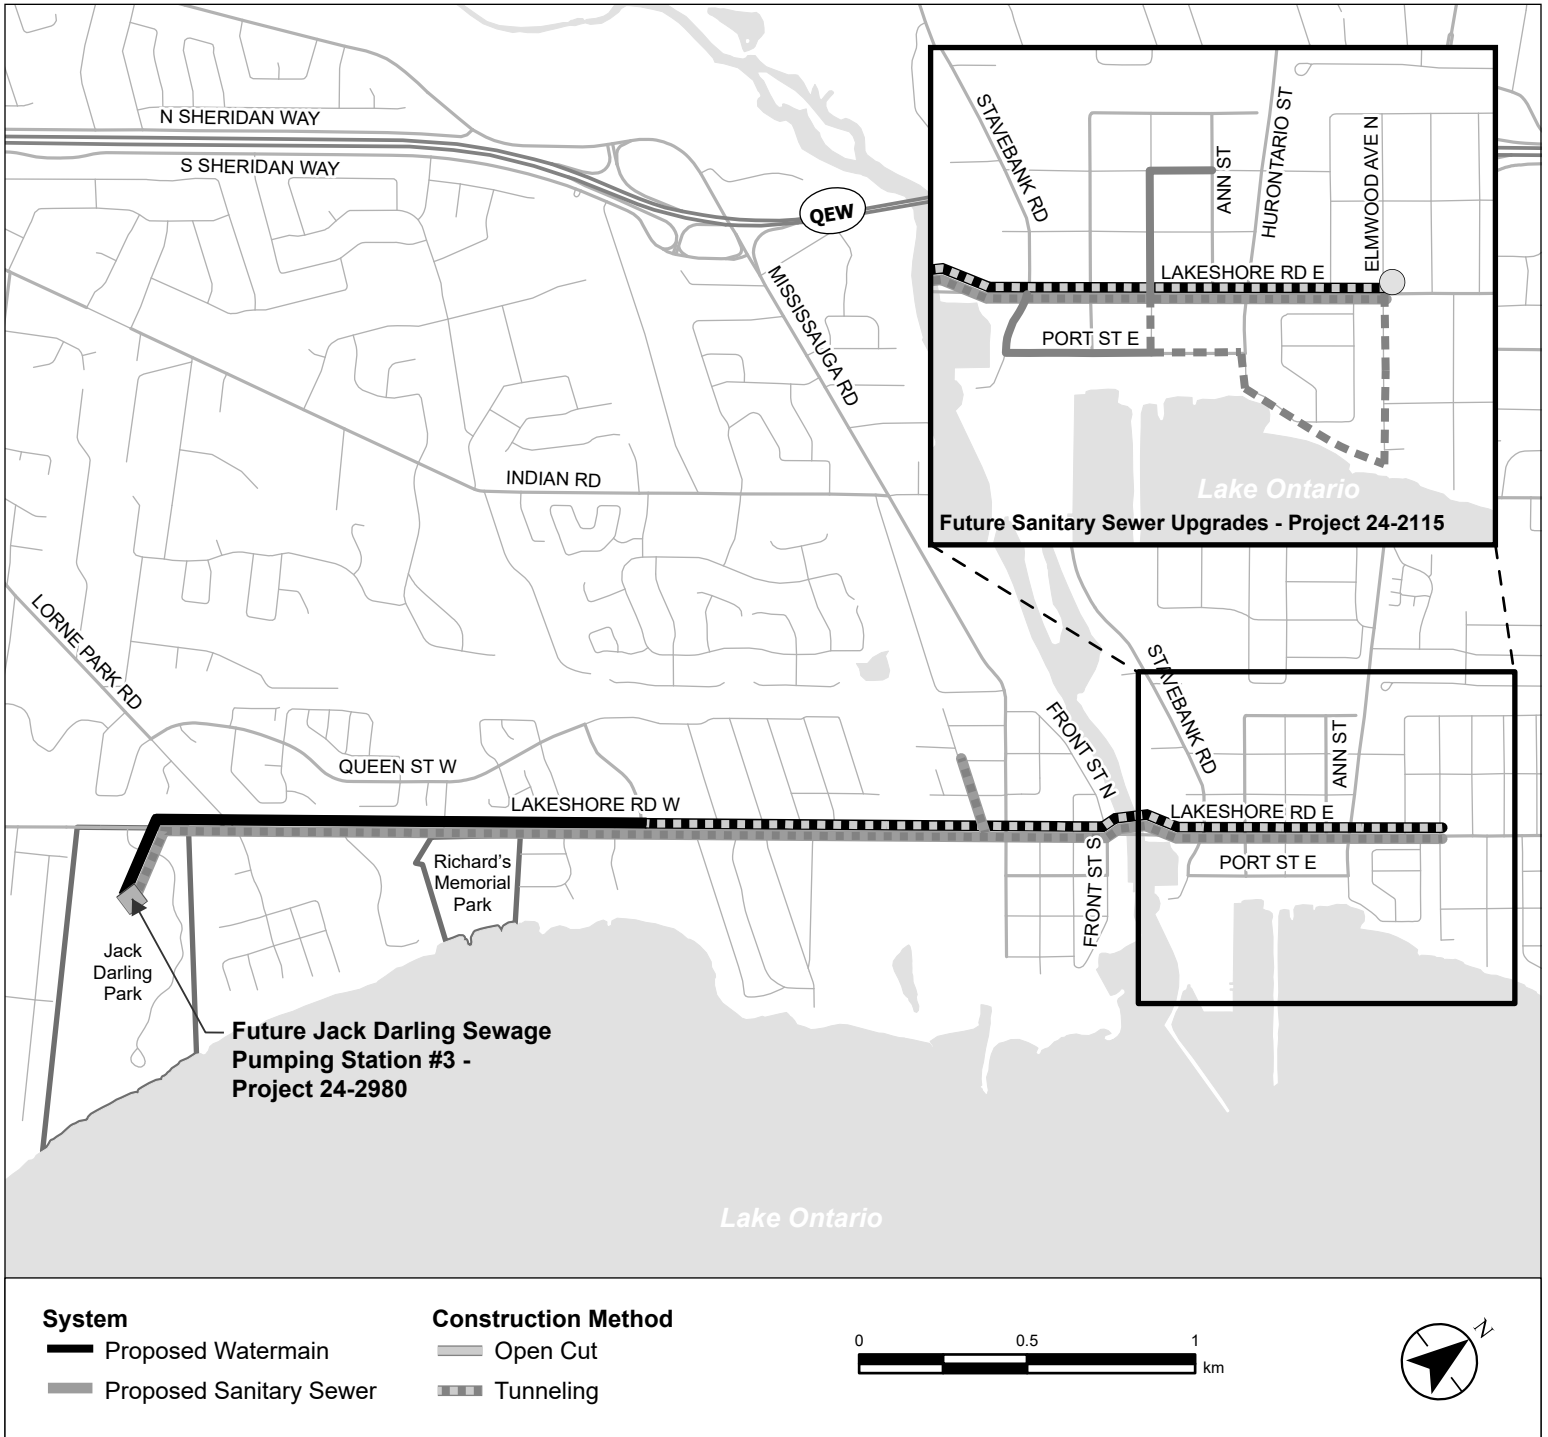 N SHERIDAN WAY
S SHERIDAN WAY
QEW
MISSISSAUGA RD
STAVEBANK RD
ANN ST
HURONTARIO ST
ELMWOOD AVE N
LAKESHORE RD E
PORT ST E
Lake Ontario
Future Sanitary Sewer Upgrades - Project 24-2115
INDIAN RD
LORNE PARK RD
QUEEN ST W
LAKESHORE RD W
FRONT ST N
STAVEBANK RD
ANN ST
LAKESHORE RD E
PORT ST E
FRONT ST S
Richard's
Memorial
Park
Jack
Darling
Park
Future Jack Darling Sewage
Pumping Station #3 -
Project 24-2980
Lake Ontario
System
Proposed Watermain
Proposed Sanitary Sewer
Construction Method
Open Cut
Tunneling
0 0.5 1
km
N